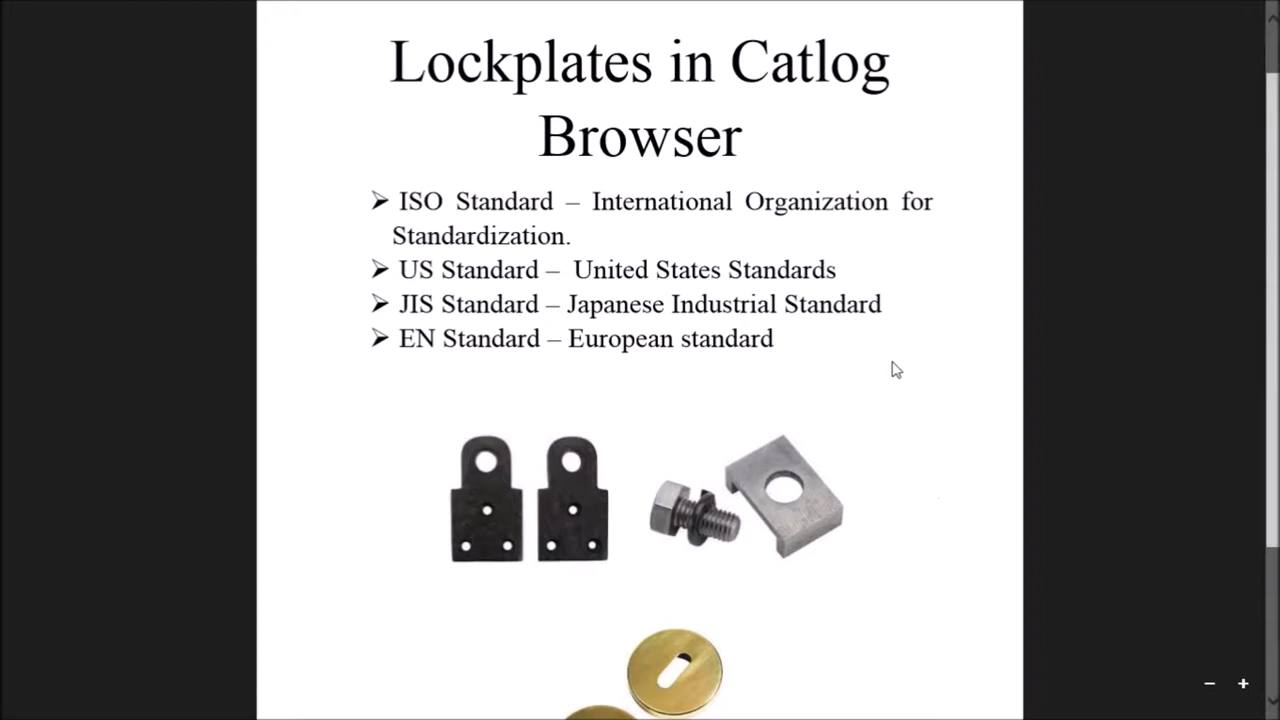 Lockplates in Catlog
Browser
➢ ISO Standard – International Organization for
Standardization.
➢ US Standard – United States Standards
➢ JIS Standard – Japanese Industrial Standard
➢ EN Standard – European standard